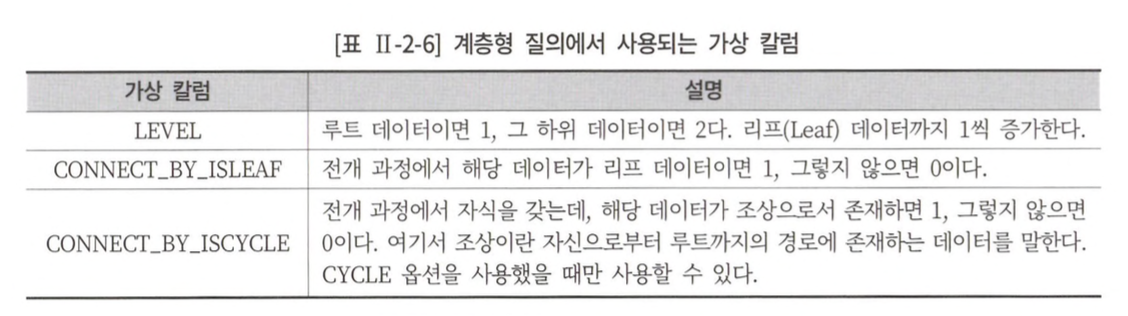 [표 Ⅱ-2-6] 계층형 질의에서 사용되는 가상 칼럼
가상 칼럼 설명
LEVEL 루트 데이터이면 1, 그 하위 데이터이면 2다. 리프(Leaf) 데이터까지 1씩 증가한다.
CONNECT_BY_ISLEAF 전개 과정에서 해당 데이터가 리프 데이터이면 1, 그렇지 않으면 0이다.
CONNECT_BY_ISCYCLE 전개 과정에서 자식을 갖는데, 해당 데이터가 조상으로서 존재하면 1, 그렇지 않으면
0이다. 여기서 조상이란 자신으로부터 루트까지의 경로에 존재하는 데이터를 말한다.
CYCLE 옵션을 사용했을 때만 사용할 수 있다.